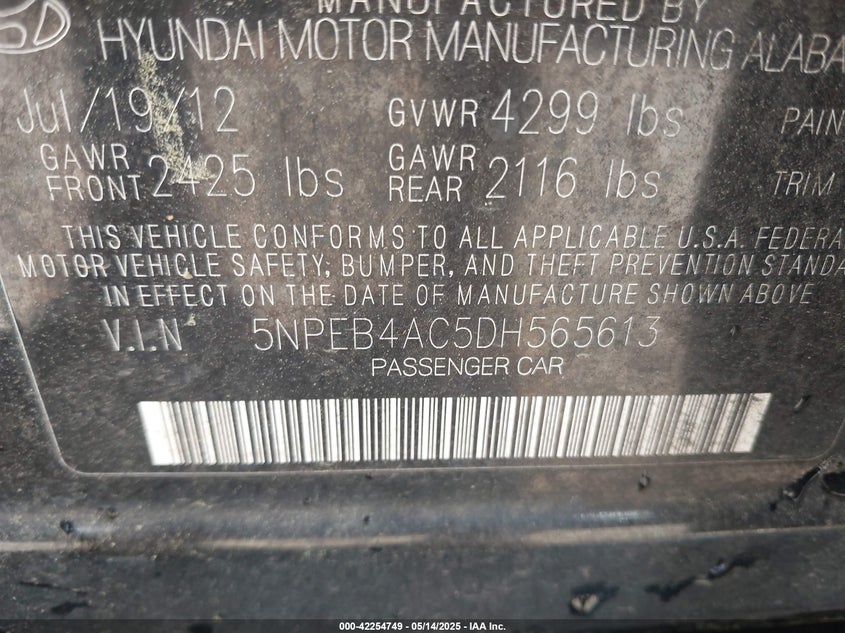 MANUFACTURED BY
HYUNDAI MOTOR MANUFACTURING ALABA
Jul/19/12 GVWR 4299 lbs PAIN
GAWR FRONT 2425 lbs GAWR REAR 2116 lbs TRIM
THIS VEHICLE CONFORMS TO ALL APPLICABLE U.S.A. FEDERA
MOTOR VEHICLE SAFETY, BUMPER, AND THEFT PREVENTION STANDA
IN EFFECT ON THE DATE OF MANUFACTURE SHOWN ABOVE
V.I.N 5NPEB4AC5DH565613
PASSENGER CAR
000-42254749 — 05/14/2025 — IAA Inc.